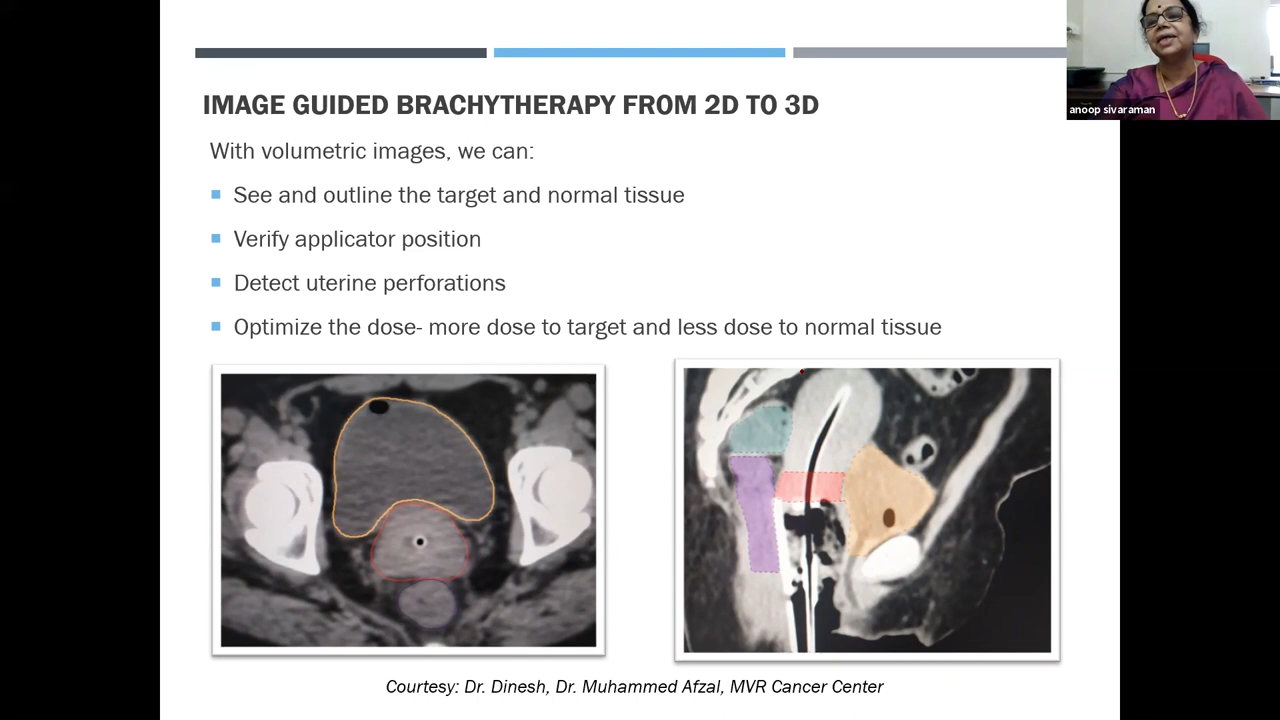 IMAGE GUIDED BRACHYTHERAPY FROM 2D TO 3D
With volumetric images, we can:
See and outline the target and normal tissue
Verify applicator position
Detect uterine perforations
Optimize the dose- more dose to target and less dose to normal tissue
Courtesy: Dr. Dinesh, Dr. Muhammed Afzal, MVR Cancer Center
anoop sivaraman